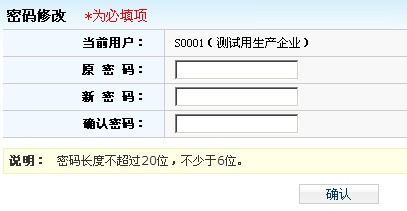 密码修改 *为必填项
当前用户： S0001（测试用生产企业）
原 密 码：
新 密 码：
确认密码：
说明： 密码长度不超过20位，不少于6位。
确认